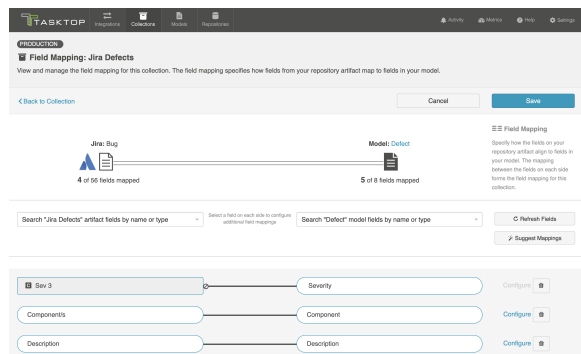 TASKTOP
Integrations
Collections
Models
Repositories
Activity
Metrics
Help
Settings
PRODUCTION
Field Mapping: Jira Defects
View and manage the field mapping for this collection. The field mapping specifies how fields from your repository artifact map to fields in your model.
Back to Collection
Cancel
Save
Jira: Bug
Model: Defect
4 of 56 fields mapped
5 of 8 fields mapped
Field Mapping
Specify how the fields on your
repository artifact align to fields in
your model. The mapping
between the fields on each side
forms the field mapping for this
collection.
Search "Jira Defects" artifact fields by name or type
Select a field on each side to configure
additional field mappings
Search "Defect" model fields by name or type
Refresh Fields
Suggest Mappings
C Sev 3
Severity
Configure
Component/s
Component
Configure
Description
Description
Configure